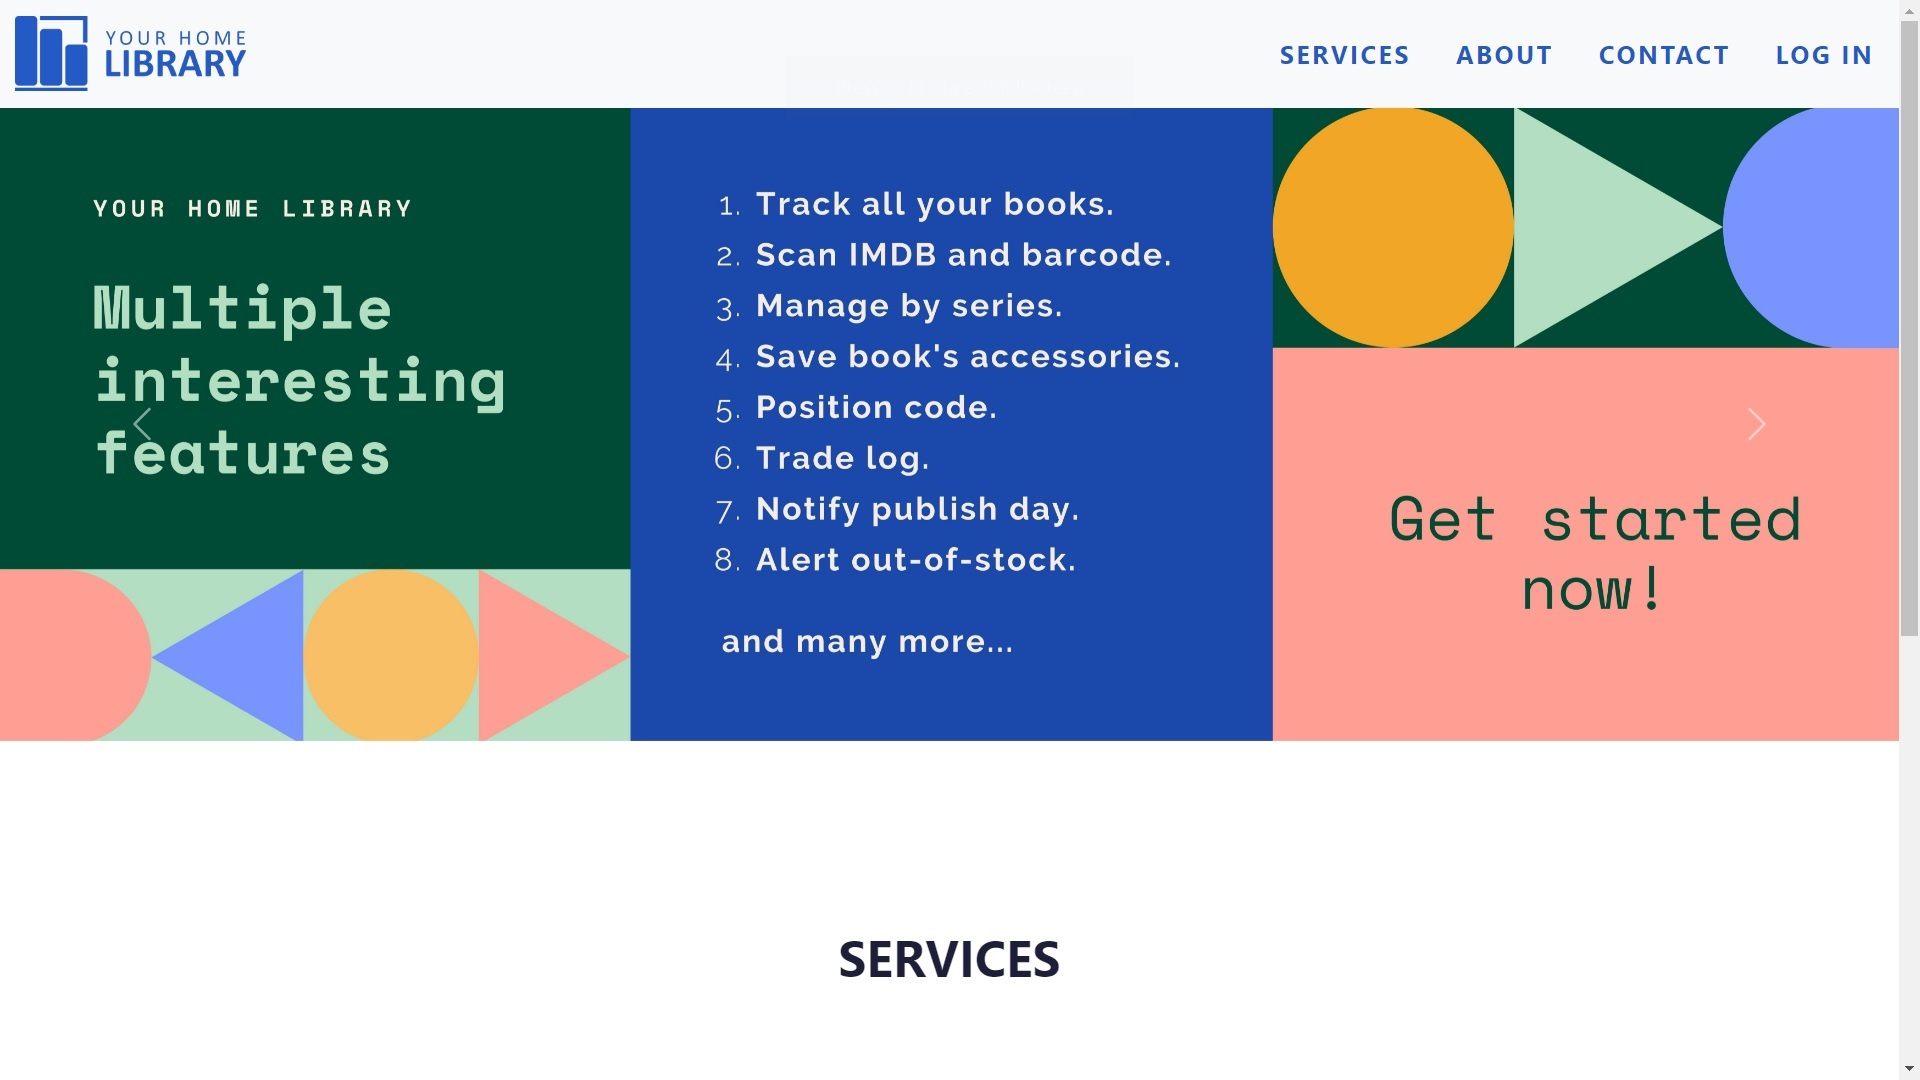 YOUR HOME
LIBRARY
SERVICES ABOUT CONTACT LOG IN
YOUR HOME LIBRARY
Multiple
interesting
features
1. Track all your books.
2. Scan IMDB and barcode.
3. Manage by series.
4. Save book's accessories.
5. Position code.
6. Trade log.
7. Notify publish day.
8. Alert out-of-stock.
and many more...
Get started
now!
SERVICES